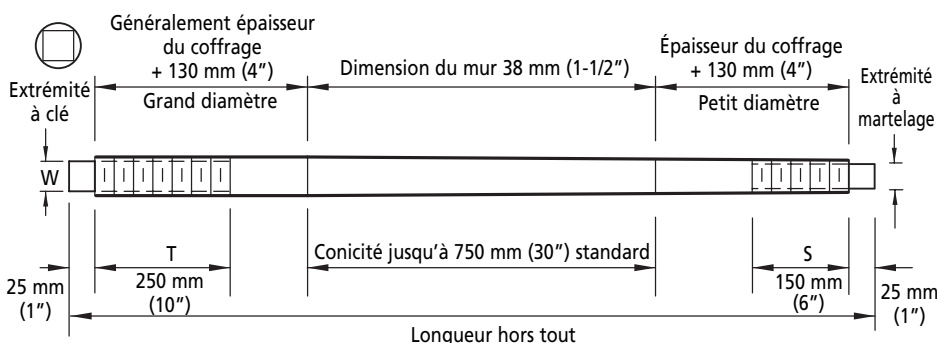 Généralement épaisseur
du coffrage
+ 130 mm (4”)
Grand diamètre
Dimension du mur 38 mm (1-1/2”)
Épaisseur du coffrage
+ 130 mm (4”)
Petit diamètre
Extrémité
à clé
Extrémité
à
martelage
W
T
250 mm
(10”)
Conicité jusqu’à 750 mm (30”) standard
S
150 mm
(6”)
25 mm
(1”)
25 mm
(1”)
Longueur hors tout